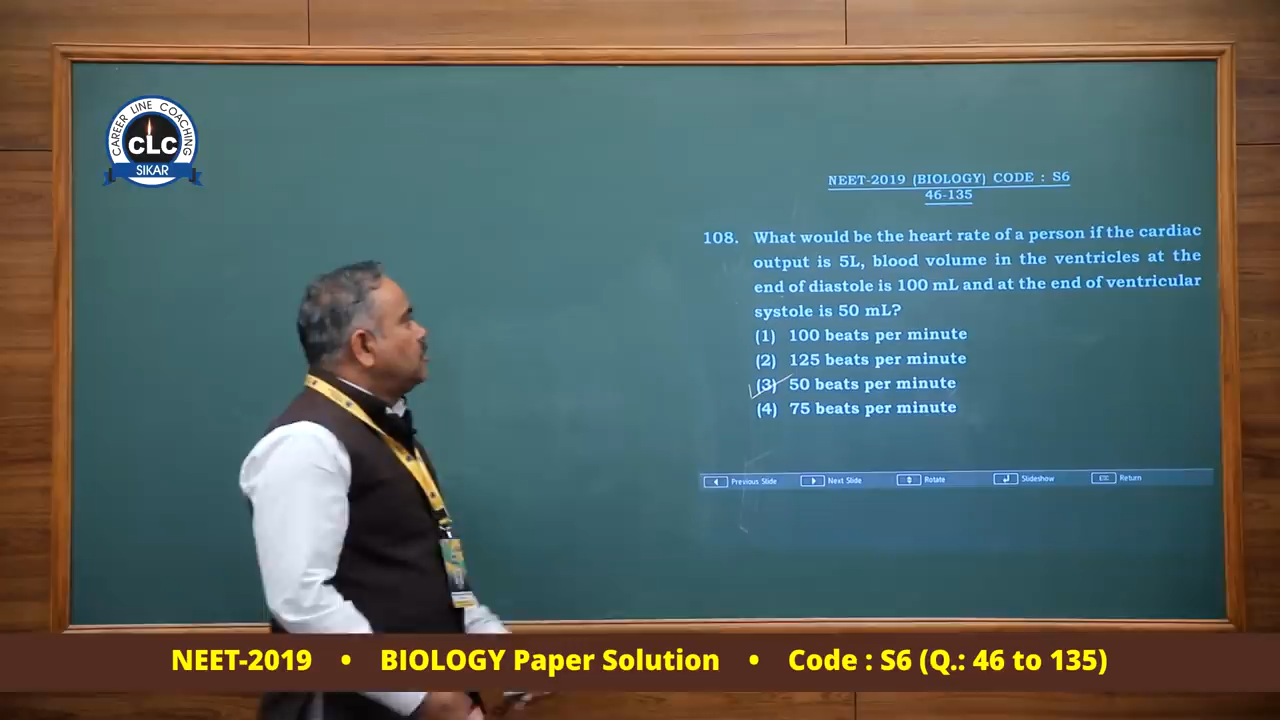 CAREER LINE COACHING
CLC
SIKAR
NEET-2019 (BIOLOGY) CODE : S6
46-135
108. What would be the heart rate of a person if the cardiac
output is 5L, blood volume in the ventricles at the
end of diastole is 100 mL and at the end of ventricular
systole is 50 mL?
(1) 100 beats per minute
(2) 125 beats per minute
(3) 50 beats per minute
(4) 75 beats per minute
Previous Slide Next Slide Rotate Slideshow ESC Return
NEET-2019 • BIOLOGY Paper Solution • Code : S6 (Q.: 46 to 135)